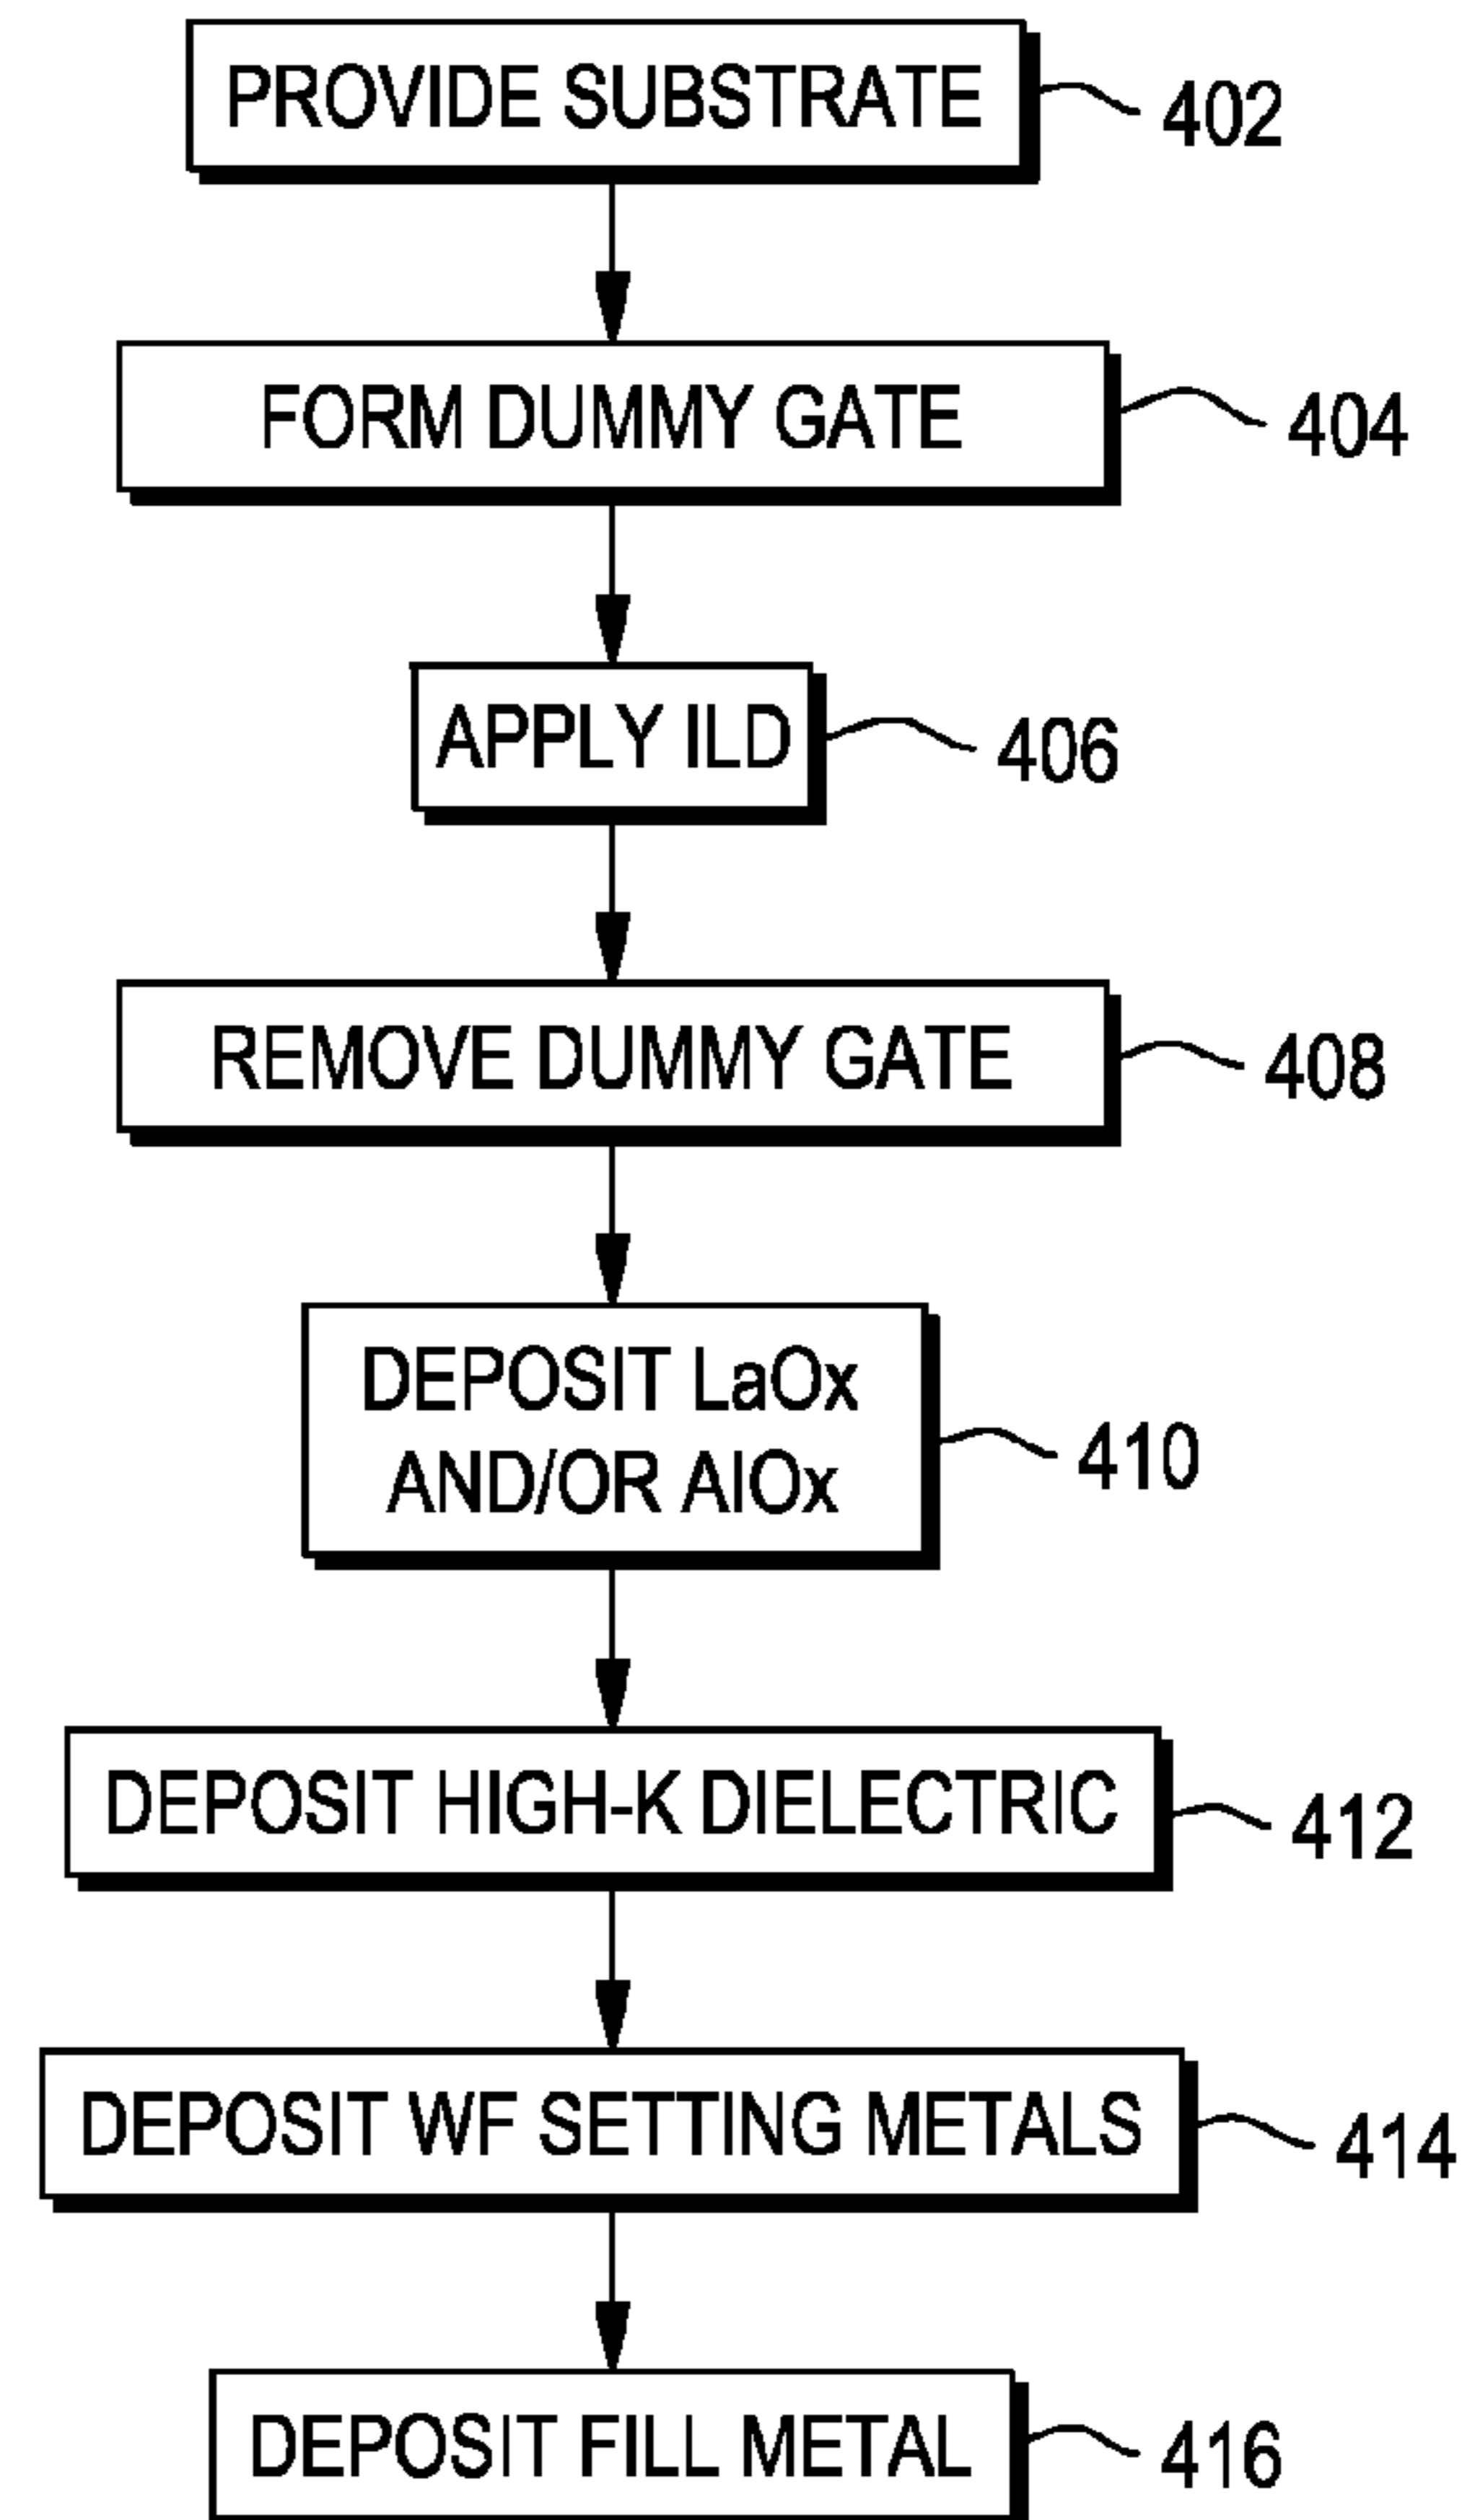 PROVIDE SUBSTRATE
402
FORM DUMMY GATE
404
APPLY ILD
406
REMOVE DUMMY GATE
408
DEPOSIT LaOx
AND/OR AlOx
410
DEPOSIT HIGH-K DIELECTRIC
412
DEPOSIT WF SETTING METALS
414
DEPOSIT FILL METAL
416